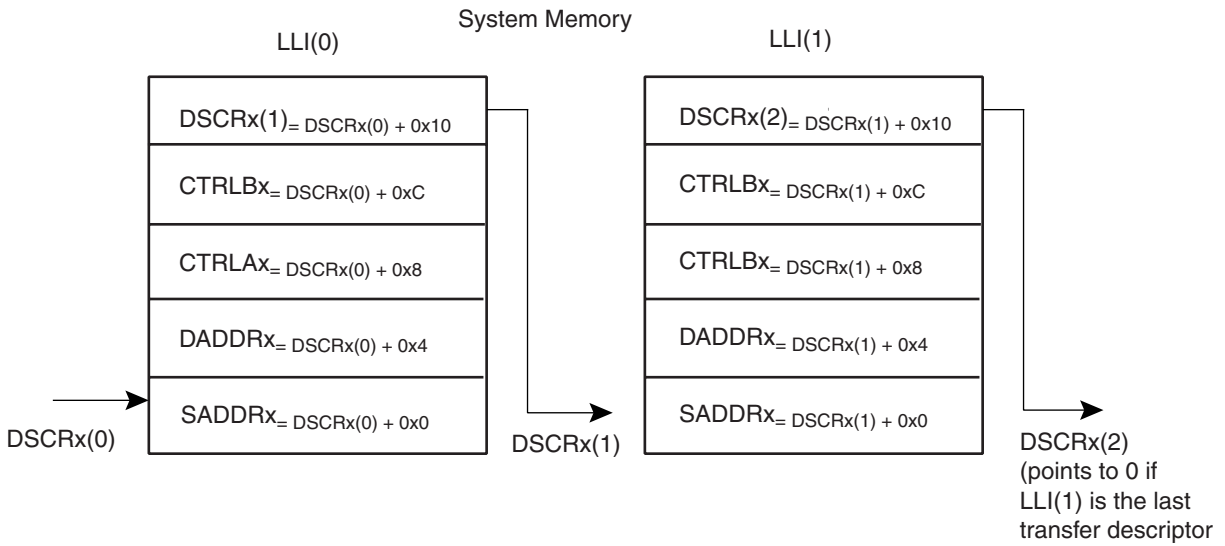 System Memory
LLI(0)
LLI(1)
DSCRx(1)= DSCRx(0) + 0x10
CTRLBx= DSCRx(0) + 0xC
CTRLAx= DSCRx(0) + 0x8
DADDRx= DSCRx(0) + 0x4
SADDRx= DSCRx(0) + 0x0
DSCRx(0)
DSCRx(1)
DSCRx(2)= DSCRx(1) + 0x10
CTRLBx= DSCRx(1) + 0xC
CTRLBx= DSCRx(1) + 0x8
DADDRx= DSCRx(1) + 0x4
SADDRx= DSCRx(1) + 0x0
DSCRx(2)
(points to 0 if
LLI(1) is the last
transfer descriptor